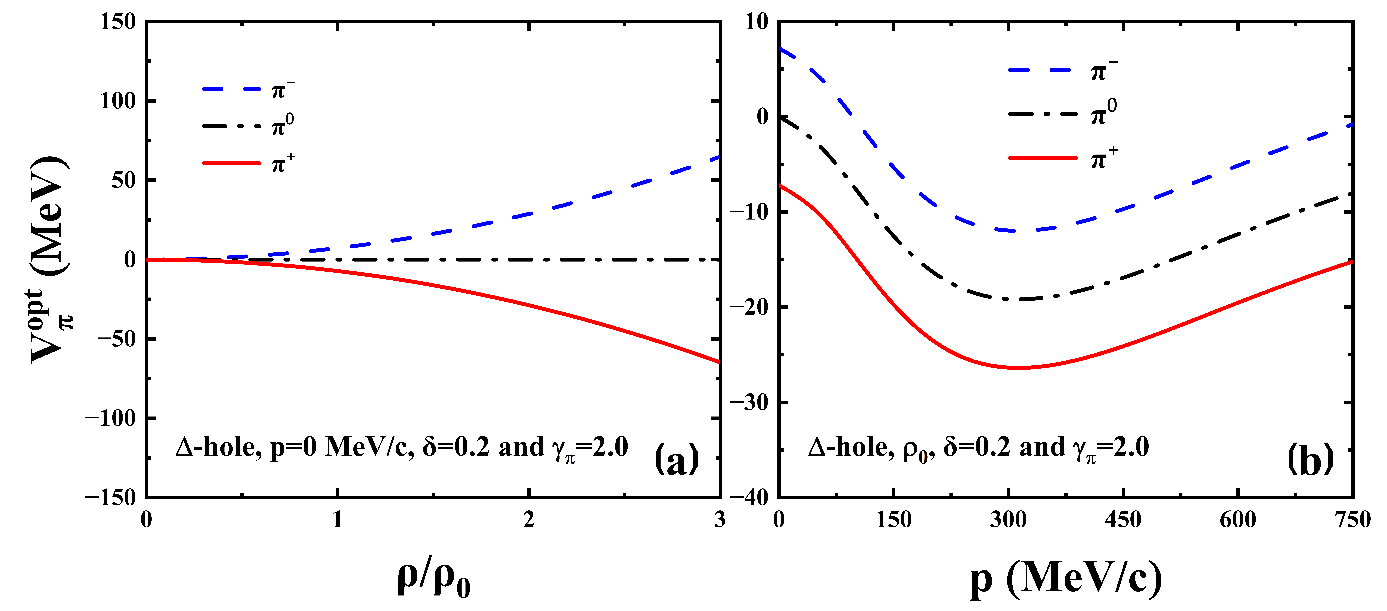 V_π^opt (MeV)
150
100
50
0
−50
−100
−150
π⁻
π⁰
π⁺
Δ-hole, p=0 MeV/c, δ=0.2 and γ_π=2.0
(a)
0
1
2
3
ρ/ρ₀
10
0
−10
−20
−30
−40
π⁻
π⁰
π⁺
Δ-hole, ρ₀, δ=0.2 and γ_π=2.0
(b)
0
150
300
450
600
750
p (MeV/c)